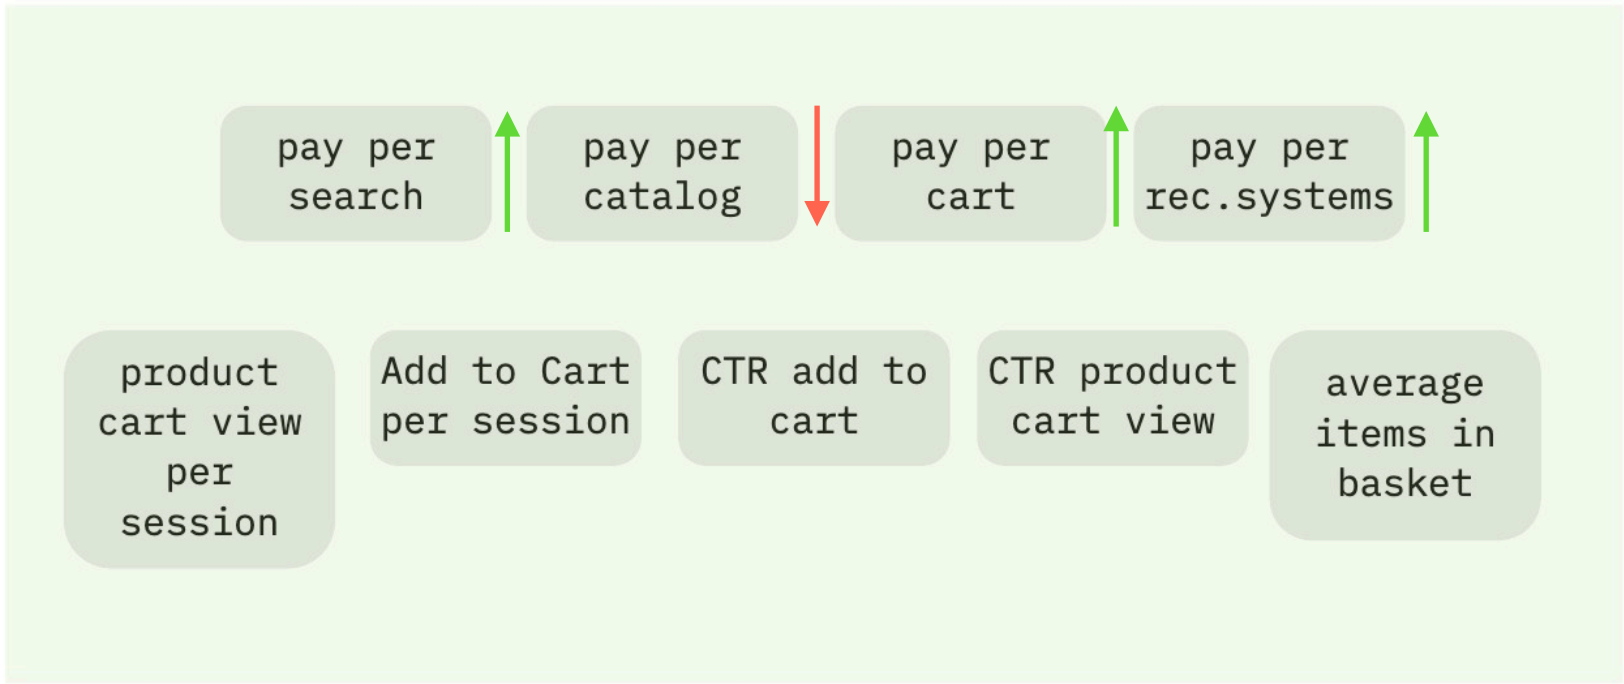 pay per
search
pay per
catalog
pay per
cart
pay per
rec.systems
product
cart view
per
session
Add to Cart
per session
CTR add to
cart
CTR product
cart view
average
items in
basket